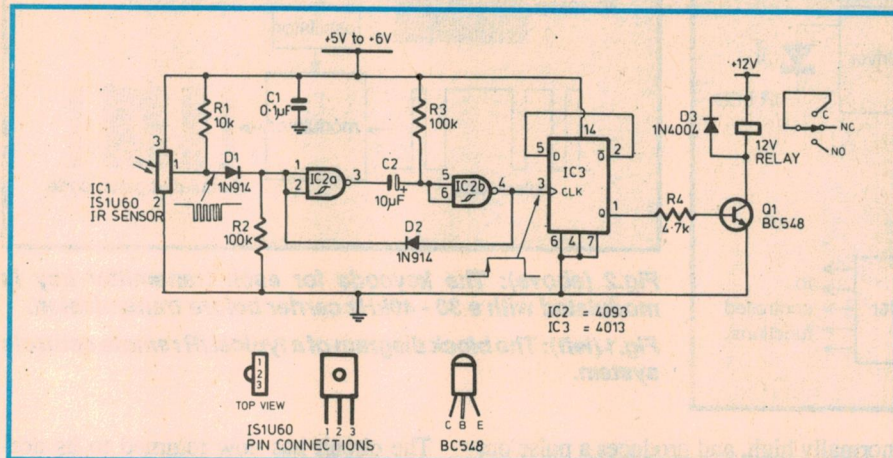 +5V to +6V
+12V
R1
10k
C1
0.1µF
R3
100k
D3
1N4004
C
NC
NO
12V
RELAY
3
1
2
D1
1N914
1
2
IC2a
3
C2
10µF
5
6
IC2b
4
14
5
D
Q
2
IC3
3
CLK
Q
1
6
4
7
R4
4.7k
Q1
BC548
IC1
IS1U60
IR SENSOR
R2
100k
D2
1N914
IC2 = 4093
IC3 = 4013
1
2
3
TOP VIEW
IS1U60
PIN CONNECTIONS
1 2 3
C B E
BC548